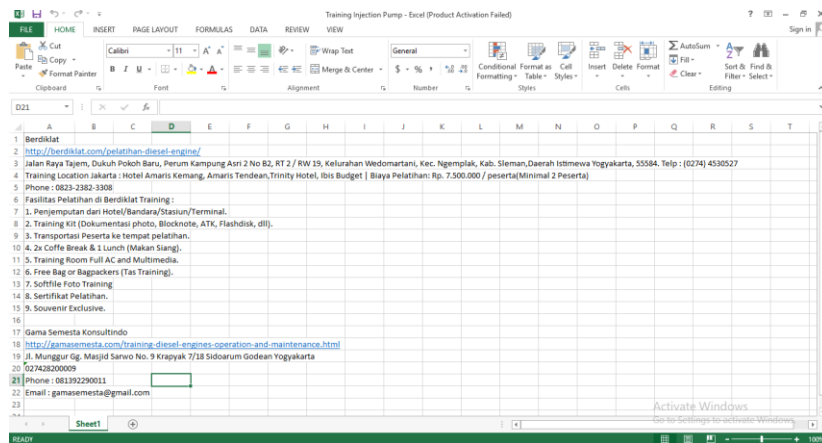 Training Injection Pump - Excel (Product Activation Failed)
FILE HOME INSERT PAGE LAYOUT FORMULAS DATA REVIEW VIEW Sign in
Paste
Cut
Copy
Format Painter
Clipboard
Calibri 11
B I U
Font
Wrap Text
Merge & Center
Alignment
General
$ % ,
Number
Conditional Formatting
Format as Table
Cell Styles
Styles
Insert Delete Format
Cells
AutoSum
Fill
Clear
Sort & Filter
Find & Select
Editing
D21 fx
A B C D E F G H I J K L M N O P Q R S T
1 Berdiklat
2 http://berdiklat.com/pelatihan-diesel-engine/
3 Jalan Raya Tajem, Dukuh Pokoh Baru, Perum Kampung Asri 2 No B2, RT 2 / RW 19, Kelurahan Wedomartani, Kec. Ngemplak, Kab. Sleman,Daerah Istimewa Yogyakarta, 55584. Telp : (0274) 4530527
4 Training Location Jakarta : Hotel Amaris Kemang, Amaris Tendean,Trinity Hotel, Ibis Budget | Biaya Pelatihan: Rp. 7.500.000 / peserta(Minimal 2 Peserta)
5 Phone : 0823-2382-3308
6 Fasilitas Pelatihan di Berdiklat Training :
7 1. Penjemputan dari Hotel/Bandara/Stasiun/Terminal.
8 2. Training Kit (Dokumentasi photo, Blocknote, ATK, Flashdisk, dll).
9 3. Transportasi Peserta ke tempat pelatihan.
10 4. 2x Coffe Break & 1 Lunch (Makan Siang).
11 5. Training Room Full AC and Multimedia.
12 6. Free Bag or Bagpackers (Tas Training).
13 7. Softfile Foto Training
14 8. Sertifikat Pelatihan.
15 9. Souvenir Exclusive.
16
17 Gama Semesta Konsultindo
18 http://gamasemesta.com/training-diesel-engines-operation-and-maintenance.html
19 Jl. Munggur Gg. Masjid Sarwo No. 9 Krapyak 7/18 Sidoarum Godean Yogyakarta
20 027428200009
21 Phone : 081392290011
22 Email : gamasemesta@gmail.com
23
Activate Windows
Go to Settings to activate Windows.
Sheet1
READY 100%